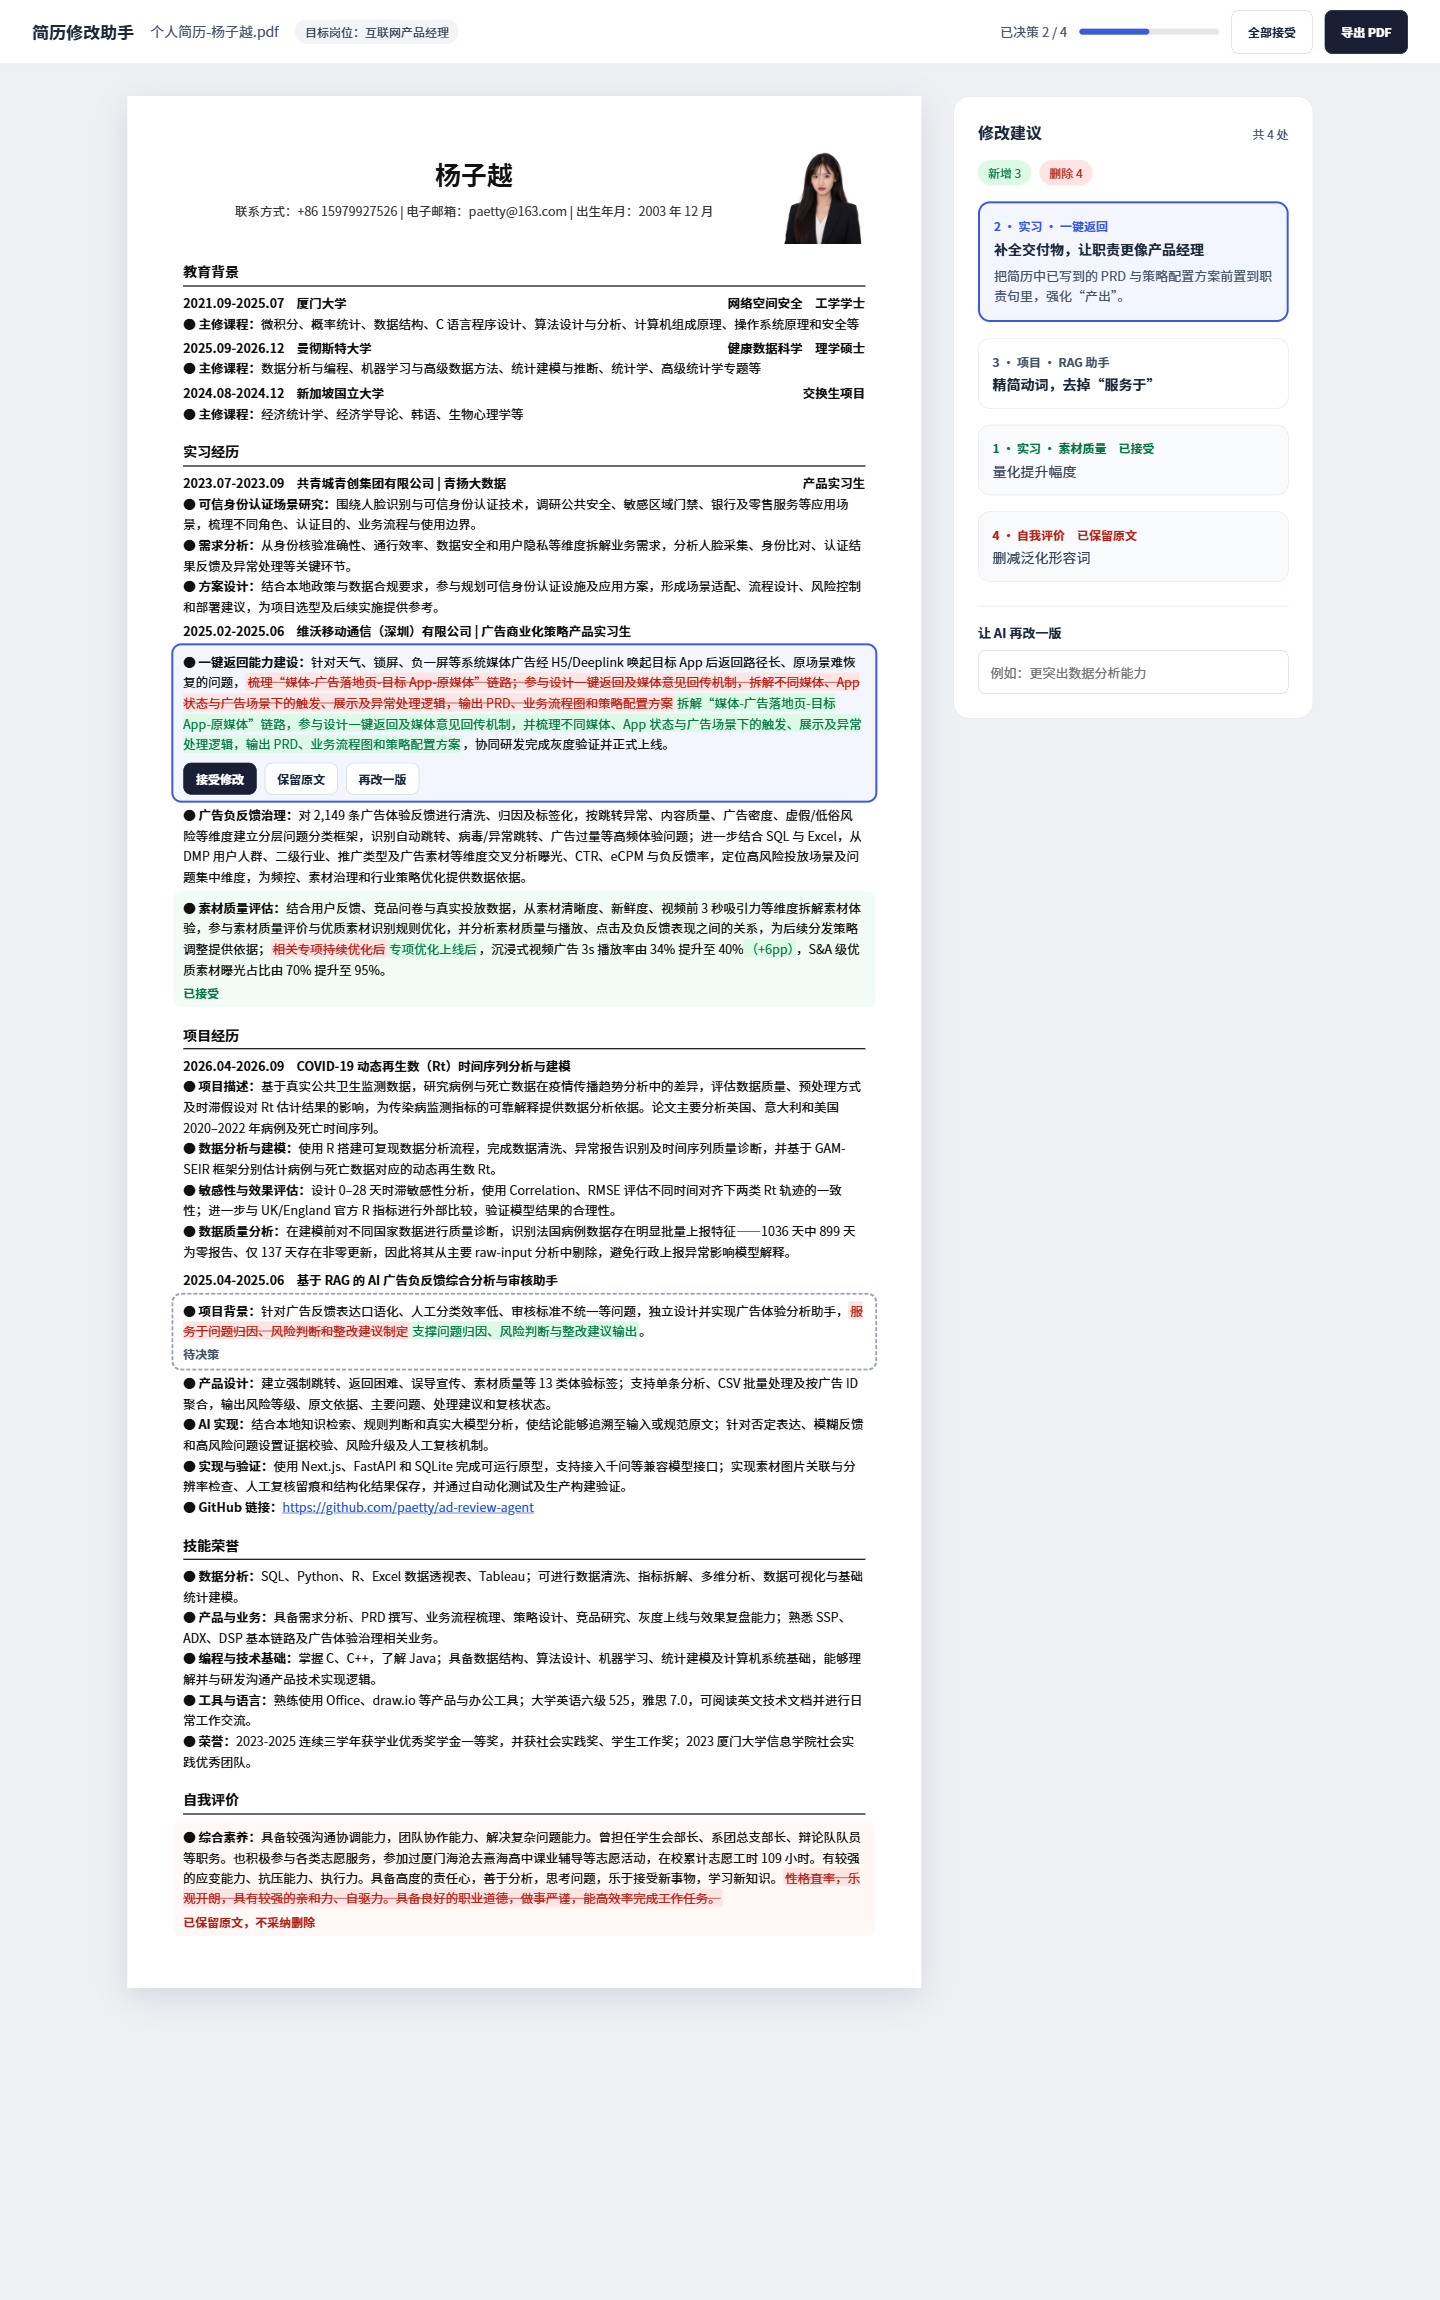 简历修改助手 个人简历-杨子越.pdf 目标岗位：互联网产品经理 已决策 2 / 4 全部接受 导出 PDF
杨子越
联系方式：+86 15979927526 | 电子邮箱：paetty@163.com | 出生年月：2003 年 12 月
教育背景
2021.09-2025.07 厦门大学 网络空间安全 工学学士
● 主修课程：微积分、概率统计、数据结构、C 语言程序设计、算法设计与分析、计算机组成原理、操作系统原理和安全等
2025.09-2026.12 曼彻斯特大学 健康数据科学 理学硕士
● 主修课程：数据分析与编程、机器学习与高级数据方法、统计建模与推断、统计学、高级统计学专题等
2024.08-2024.12 新加坡国立大学 交换生项目
● 主修课程：经济统计学、经济学导论、韩语、生物心理学等
实习经历
2023.07-2023.09 共青城青创集团有限公司 | 青扬大数据 产品实习生
● 可信身份认证场景研究：围绕人脸识别与可信身份认证技术，调研公共安全、敏感区域门禁、银行及零售服务等应用场
景，梳理不同角色、认证目的、业务流程与使用边界。
● 需求分析：从身份核验准确性、通行效率、数据安全和用户隐私等维度拆解业务需求，分析人脸采集、身份比对、认证结
果反馈及异常处理等关键环节。
● 方案设计：结合本地政策与数据合规要求，参与规划可信身份认证设施及应用方案，形成场景适配、流程设计、风险控制
和部署建议，为项目选型及后续实施提供参考。
2025.02-2025.06 维沃移动通信（深圳）有限公司 | 广告商业化策略产品实习生
● 一键返回能力建设：针对天气、锁屏、负一屏等系统媒体广告经 H5/Deeplink 唤起目标 App 后返回路径长、原场景难恢
复的问题，梳理“媒体-广告落地页-目标 App-原媒体”链路；参与设计一键返回及媒体意见回传机制，拆解不同媒体、App
状态与广告场景下的触发、展示及异常处理逻辑，输出 PRD、业务流程图和策略配置方案 拆解“媒体-广告落地页-目标
App-原媒体”链路，参与设计一键返回及媒体意见回传机制，并梳理不同媒体、App 状态与广告场景下的触发、展示及异常
处理逻辑，输出 PRD、业务流程图和策略配置方案，协同研发完成灰度验证并正式上线。
接受修改 保留原文 再改一版
● 广告负反馈治理：对 2,149 条广告体验反馈进行清洗、归因及标签化，按跳转异常、内容质量、广告密度、虚假/低俗风
险等维度建立分层问题分类框架，识别自动跳转、病毒/异常跳转、广告过量等高频体验问题；进一步结合 SQL 与 Excel，从
DMP 用户人群、二级行业、推广类型及广告素材等维度交叉分析曝光、CTR、eCPM 与负反馈率，定位高风险投放场景及问
题集中维度，为频控、素材治理和行业策略优化提供数据依据。
● 素材质量评估：结合用户反馈、竞品问卷与真实投放数据，从素材清晰度、新鲜度、视频前 3 秒吸引力等维度拆解素材体
验，参与素材质量评价与优质素材识别规则优化，并分析素材质量与播放、点击及负反馈表现之间的关系，为后续分发策略
调整提供依据；相关专项持续优化后 专项优化上线后，沉浸式视频广告 3s 播放率由 34% 提升至 40%（+6pp），S&A 级优
质素材曝光占比由 70% 提升至 95%。
已接受
项目经历
2026.04-2026.09 COVID-19 动态再生数（Rt）时间序列分析与建模
● 项目描述：基于真实公共卫生监测数据，研究病例与死亡数据在疫情传播趋势分析中的差异，评估数据质量、预处理方式
及时滞假设对 Rt 估计结果的影响，为传染病监测指标的可靠解释提供数据分析依据。论文主要分析英国、意大利和美国
2020–2022 年病例及死亡时间序列。
● 数据分析与建模：使用 R 搭建可复现数据分析流程，完成数据清洗、异常报告识别及时间序列质量诊断，并基于 GAM-
SEIR 框架分别估计病例与死亡数据对应的动态再生数 Rt。
● 敏感性与效果评估：设计 0–28 天时滞敏感性分析，使用 Correlation、RMSE 评估不同时间对齐下两类 Rt 轨迹的一致
性；进一步与 UK/England 官方 R 指标进行外部比较，验证模型结果的合理性。
● 数据质量分析：在建模前对不同国家数据进行质量诊断，识别法国病例数据存在明显批量上报特征——1036 天中 899 天
为零报告、仅 137 天存在非零更新，因此将其从主要 raw-input 分析中剔除，避免行政上报异常影响模型解释。
2025.04-2025.06 基于 RAG 的 AI 广告负反馈综合分析与审核助手
● 项目背景：针对广告反馈表达口语化、人工分类效率低、审核标准不统一等问题，独立设计并实现广告体验分析助手，服
务于问题归因、风险判断和整改建议制定 支撑问题归因、风险判断与整改建议输出。
待决策
● 产品设计：建立强制跳转、返回困难、误导宣传、素材质量等 13 类体验标签；支持单条分析、CSV 批量处理及按广告 ID
聚合，输出风险等级、原文依据、主要问题、处理建议和复核状态。
● AI 实现：结合本地知识检索、规则判断和真实大模型分析，使结论能够追溯至输入或规范原文；针对否定表达、模糊反馈
和高风险问题设置证据校验、风险升级及人工复核机制。
● 实现与验证：使用 Next.js、FastAPI 和 SQLite 完成可运行原型，支持接入千问等兼容模型接口；实现素材图片关联与分
辨率检查、人工复核留痕和结构化结果保存，并通过自动化测试及生产构建验证。
● GitHub 链接：https://github.com/paetty/ad-review-agent
技能荣誉
● 数据分析：SQL、Python、R、Excel 数据透视表、Tableau；可进行数据清洗、指标拆解、多维分析、数据可视化与基础
统计建模。
● 产品与业务：具备需求分析、PRD 撰写、业务流程梳理、策略设计、竞品研究、灰度上线与效果复盘能力；熟悉 SSP、
ADX、DSP 基本链路及广告体验治理相关业务。
● 编程与技术基础：掌握 C、C++，了解 Java；具备数据结构、算法设计、机器学习、统计建模及计算机系统基础，能够理
解并与研发沟通产品技术实现逻辑。
● 工具与语言：熟练使用 Office、draw.io 等产品与办公工具；大学英语六级 525，雅思 7.0，可阅读英文技术文档并进行日
常工作交流。
● 荣誉：2023-2025 连续三学年获学业优秀奖学金一等奖，并获社会实践奖、学生工作奖；2023 厦门大学信息学院社会实
践优秀团队。
自我评价
● 综合素养：具备较强沟通协调能力，团队协作能力、解决复杂问题能力。曾担任学生会部长、系团总支部长、辩论队队员
等职务。也积极参与各类志愿服务，参加过厦门海沧去熹海高中课业辅导等志愿活动，在校累计志愿工时 109 小时。有较强
的应变能力、抗压能力、执行力。具备高度的责任心，善于分析，思考问题，乐于接受新事物，学习新知识。性格直率，乐
观开朗，具有较强的亲和力、自驱力。具备良好的职业道德，做事严谨，能高效率完成工作任务。
已保留原文，不采纳删除
修改建议 共 4 处
新增 3 删除 4
2 · 实习 · 一键返回
补全交付物，让职责更像产品经理
把简历中已写到的 PRD 与策略配置方案前置到职
责句里，强化“产出”。
3 · 项目 · RAG 助手
精简动词，去掉“服务于”
1 · 实习 · 素材质量 已接受
量化提升幅度
4 · 自我评价 已保留原文
删减泛化形容词
让 AI 再改一版
例如：更突出数据分析能力